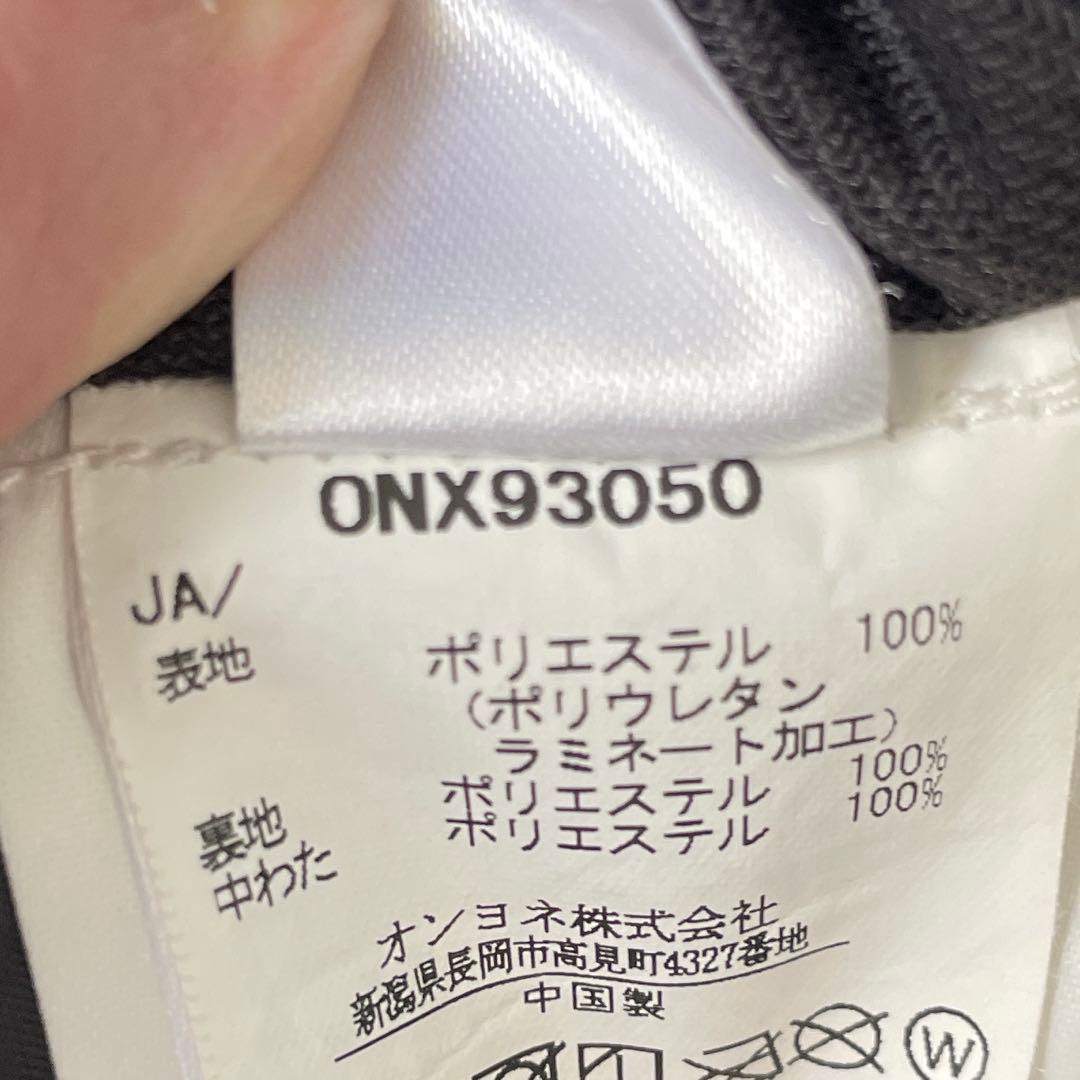 ONX93050
JA/
表地 ポリエステル 100%
(ポリウレタン
ラミネート加工)
裏地 ポリエステル 100%
中わた ポリエステル 100%
オンヨネ株式会社
新潟県長岡市高見町4327番地
中国製
W